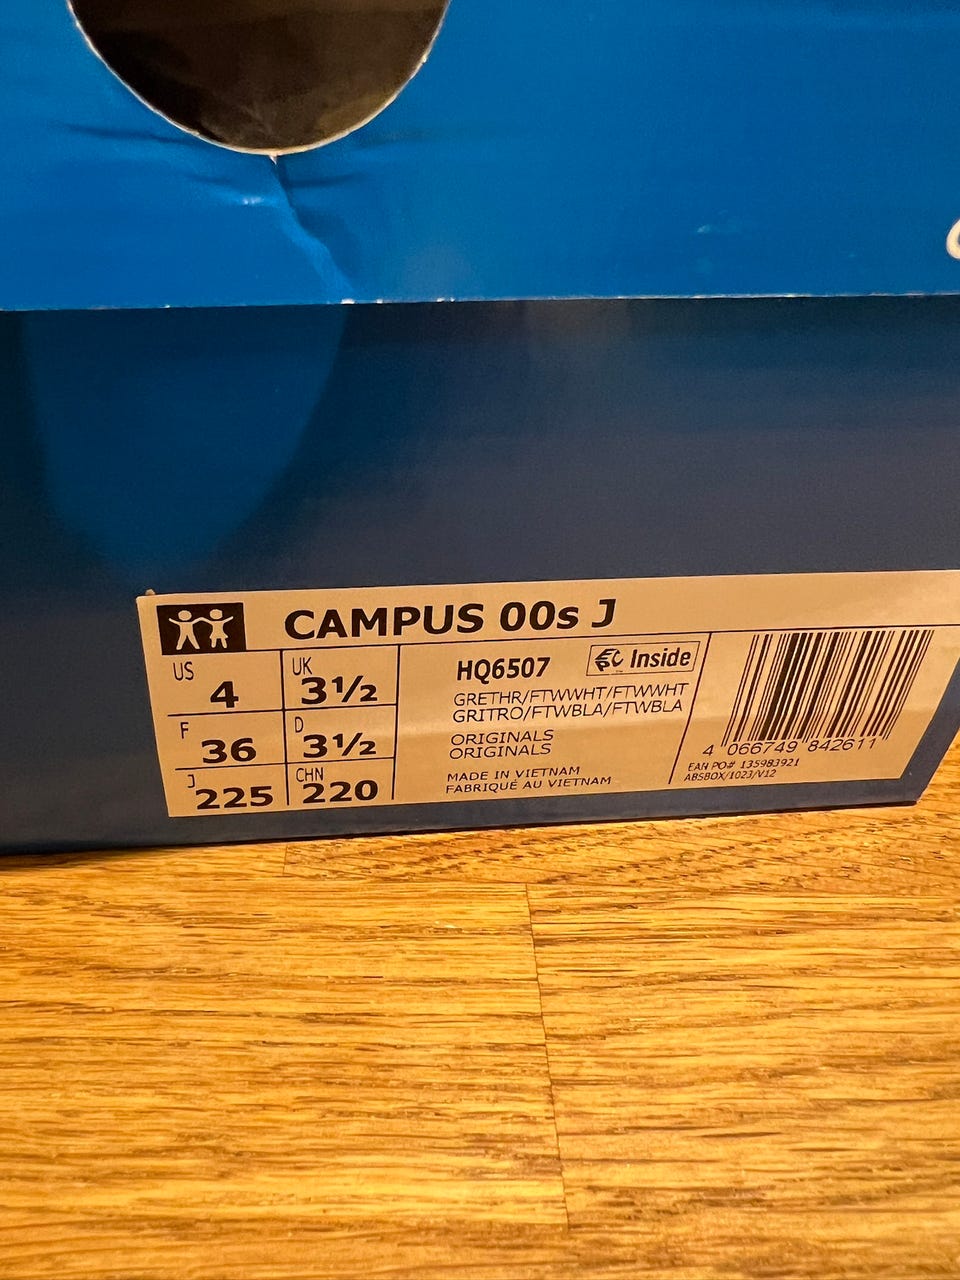 CAMPUS 00s J
US 4
UK 3½
F 36
D 3½
J 225
CHN 220
HQ6507
EPC Inside
GRETHR/FTWWHT/FTWWHT
GRITRO/FTWBLA/FTWBLA
ORIGINALS
ORIGINALS
MADE IN VIETNAM
FABRIQUÉ AU VIETNAM
4 066749 842611
EAN PO# 135983921
ABSBOX/1023/V12